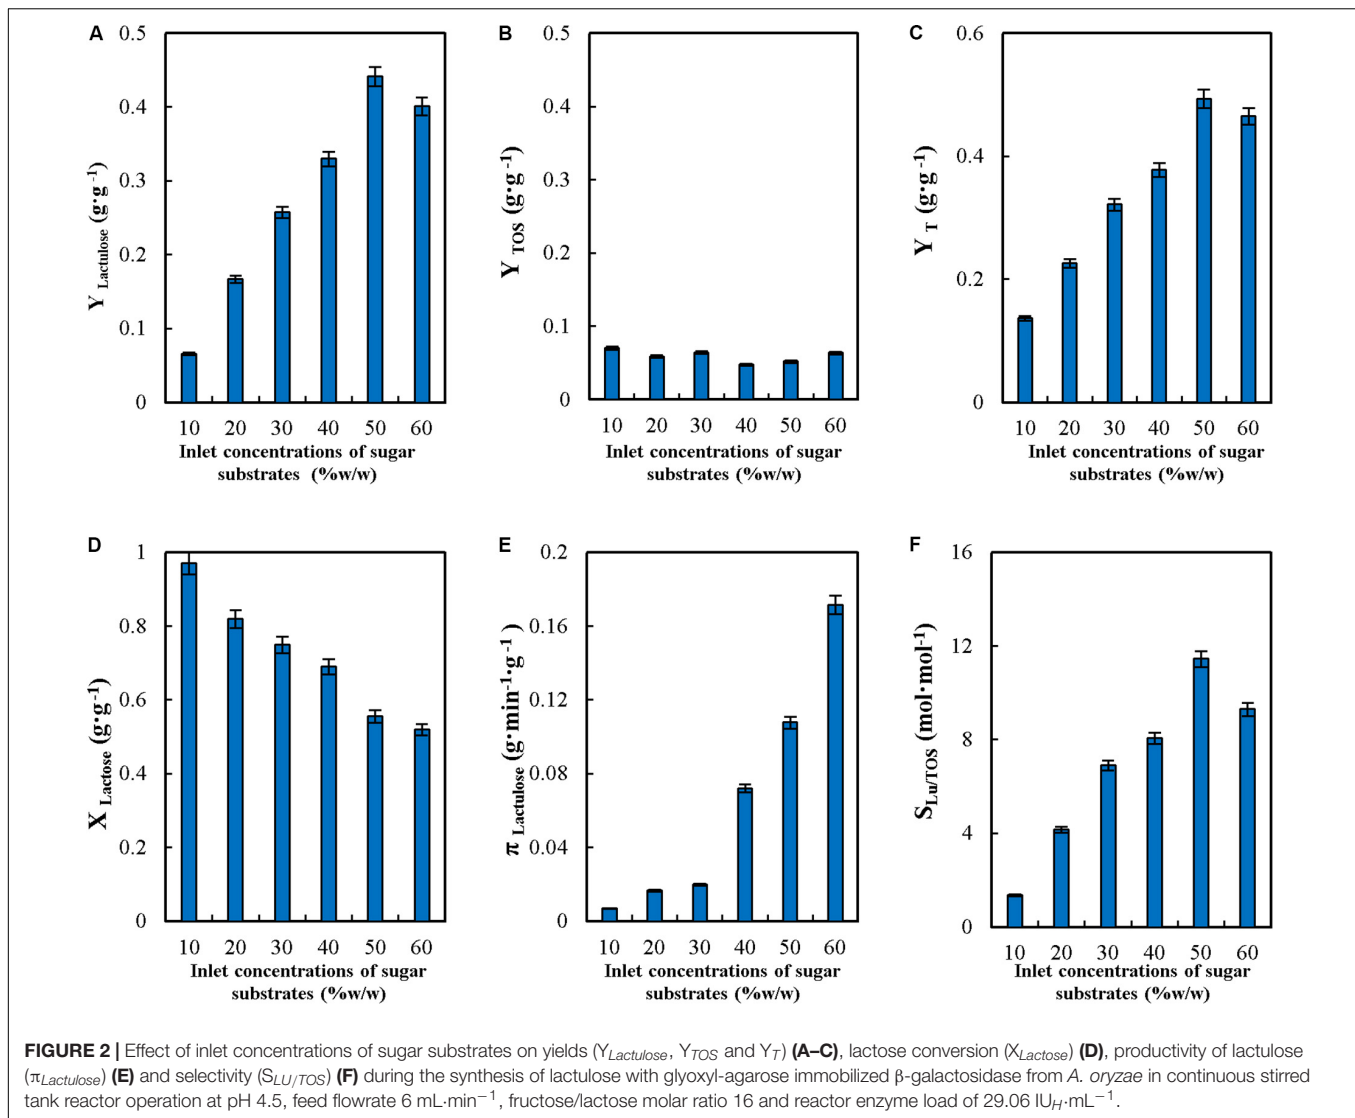 A
0.5
0.4
0.3
0.2
0.1
0
Y Lactulose (g·g-1)
10 20 30 40 50 60
Inlet concentrations of sugar
substrates (%w/w)
B
0.5
0.4
0.3
0.2
0.1
0
Y TOS (g·g-1)
10 20 30 40 50 60
Inlet concentrations of sugar
substrates (%w/w)
C
0.6
0.4
0.2
0
Y T (g·g-1)
10 20 30 40 50 60
Inlet concentrations of sugar
substrates (%w/w)
D
1
0.8
0.6
0.4
0.2
0
X Lactose (g·g-1)
10 20 30 40 50 60
Inlet concentrations of sugar
substrates (%w/w)
E
0.2
0.16
0.12
0.08
0.04
0
π Lactulose (g·min-1·g-1)
10 20 30 40 50 60
Inlet concentrations of sugar
substrates (%w/w)
F
16
12
8
4
0
SLu/TOS (mol·mol-1)
10 20 30 40 50 60
Inlet concentrations of sugar
substrates (%w/w)
FIGURE 2 | Effect of inlet concentrations of sugar substrates on yields (YLactulose, YTOS and YT) (A–C), lactose conversion (XLactose) (D), productivity of lactulose
(πLactulose) (E) and selectivity (SLU/TOS) (F) during the synthesis of lactulose with glyoxyl-agarose immobilized β-galactosidase from A. oryzae in continuous stirred
tank reactor operation at pH 4.5, feed flowrate 6 mL·min−1, fructose/lactose molar ratio 16 and reactor enzyme load of 29.06 IUH·mL−1.